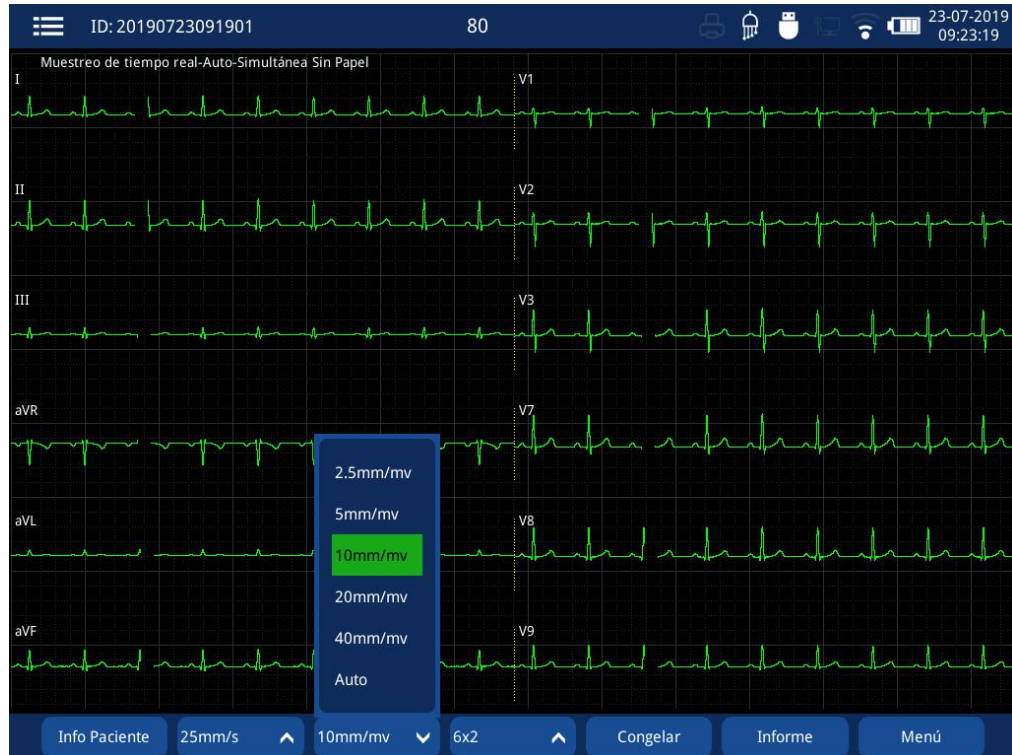 ID: 20190723091901
80
23-07-2019
09:23:19
Muestreo de tiempo real-Auto-Simultánea Sin Papel
I
V1
II
V2
III
V3
aVR
V7
aVL
V8
aVF
V9
2.5mm/mv
5mm/mv
10mm/mv
20mm/mv
40mm/mv
Auto
Info Paciente
25mm/s
10mm/mv
6x2
Congelar
Informe
Menú